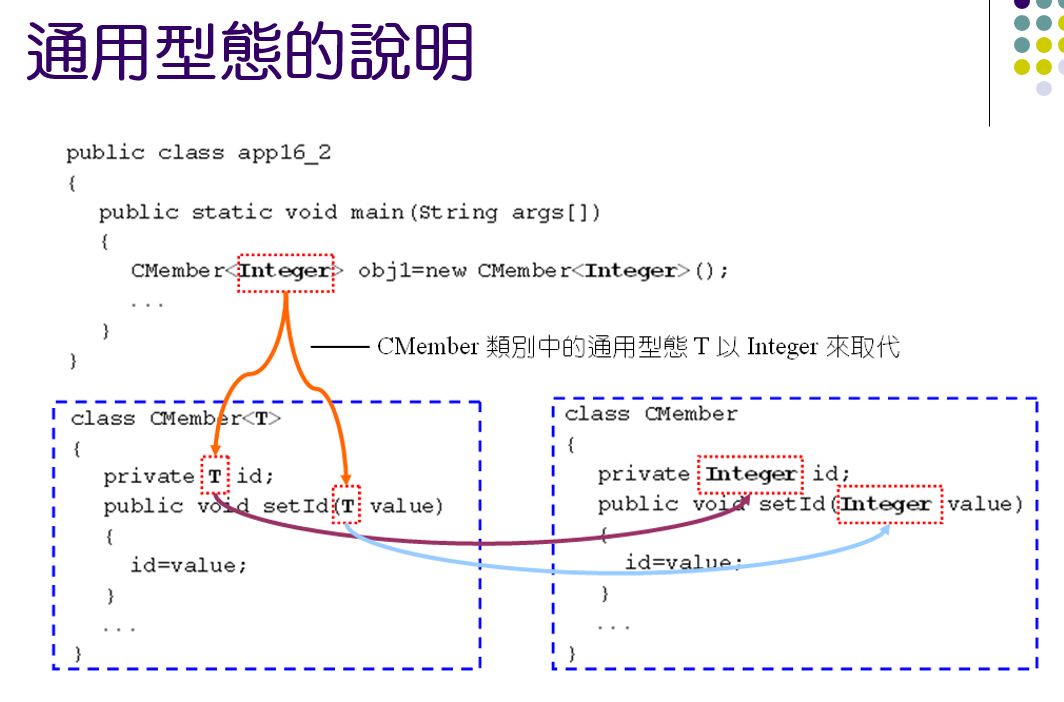 通用型態的說明
public class app16_2
{
public static void main(String args[])
{
CMember<Integer> obj1=new CMember<Integer>();
...
}
}
CMember 類別中的通用型態 T 以 Integer 來取代
class CMember<T>
{
private T id;
public void setId(T value)
{
id=value;
}
...
}
class CMember
{
private Integer id;
public void setId(Integer value)
{
id=value;
}
...
}